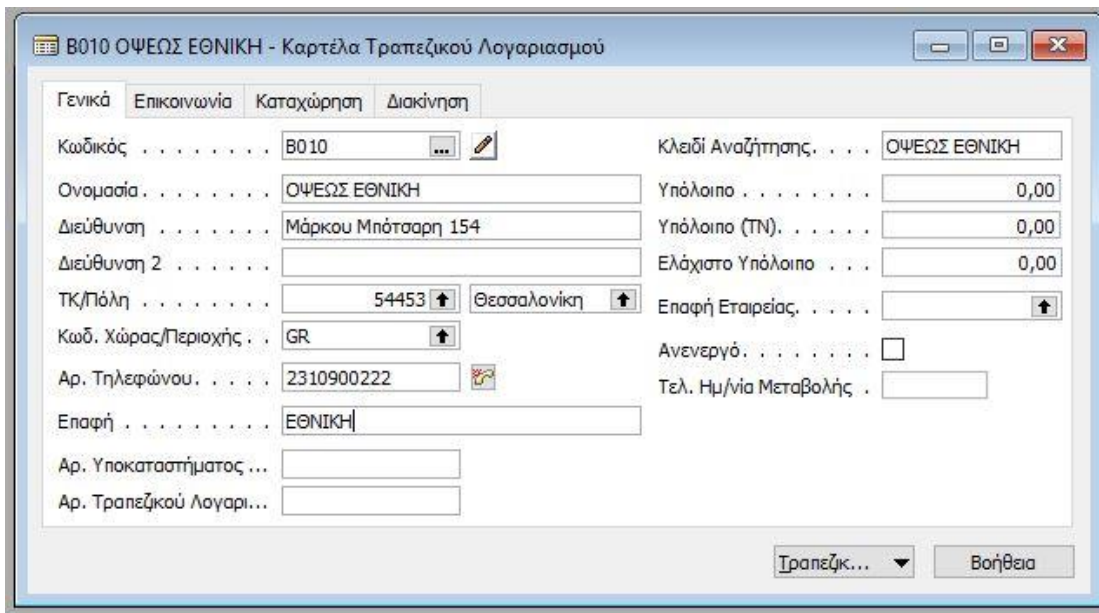 B010 ΟΨΕΩΣ ΕΘΝΙΚΗ - Καρτέλα Τραπεζικού Λογαριασμού
Γενικά Επικοινωνία Καταχώρηση Διακίνηση
Κωδικός . . . . . . . . B010 ...
Ονομασία. . . . . . . . ΟΨΕΩΣ ΕΘΝΙΚΗ
Διεύθυνση . . . . . . . Μάρκου Μπότσαρη 154
Διεύθυνση 2 . . . . . .
ΤΚ/Πόλη . . . . . . . . 54453 Θεσσαλονίκη
Κωδ. Χώρας/Περιοχής . . GR
Αρ. Τηλεφώνου. . . . . 2310900222
Επαφή . . . . . . . . . ΕΘΝΙΚΗ
Αρ. Υποκαταστήματος ...
Αρ. Τραπεζικού Λογαρι...
Κλειδί Αναζήτησης. . . . ΟΨΕΩΣ ΕΘΝΙΚΗ
Υπόλοιπο . . . . . . . . 0,00
Υπόλοιπο (ΤΝ). . . . . . 0,00
Ελάχιστο Υπόλοιπο . . . 0,00
Επαφή Εταιρείας. . . . .
Ανενεργό. . . . . . . .
Τελ. Ημ/νία Μεταβολής .
Τραπεζικ... Βοήθεια